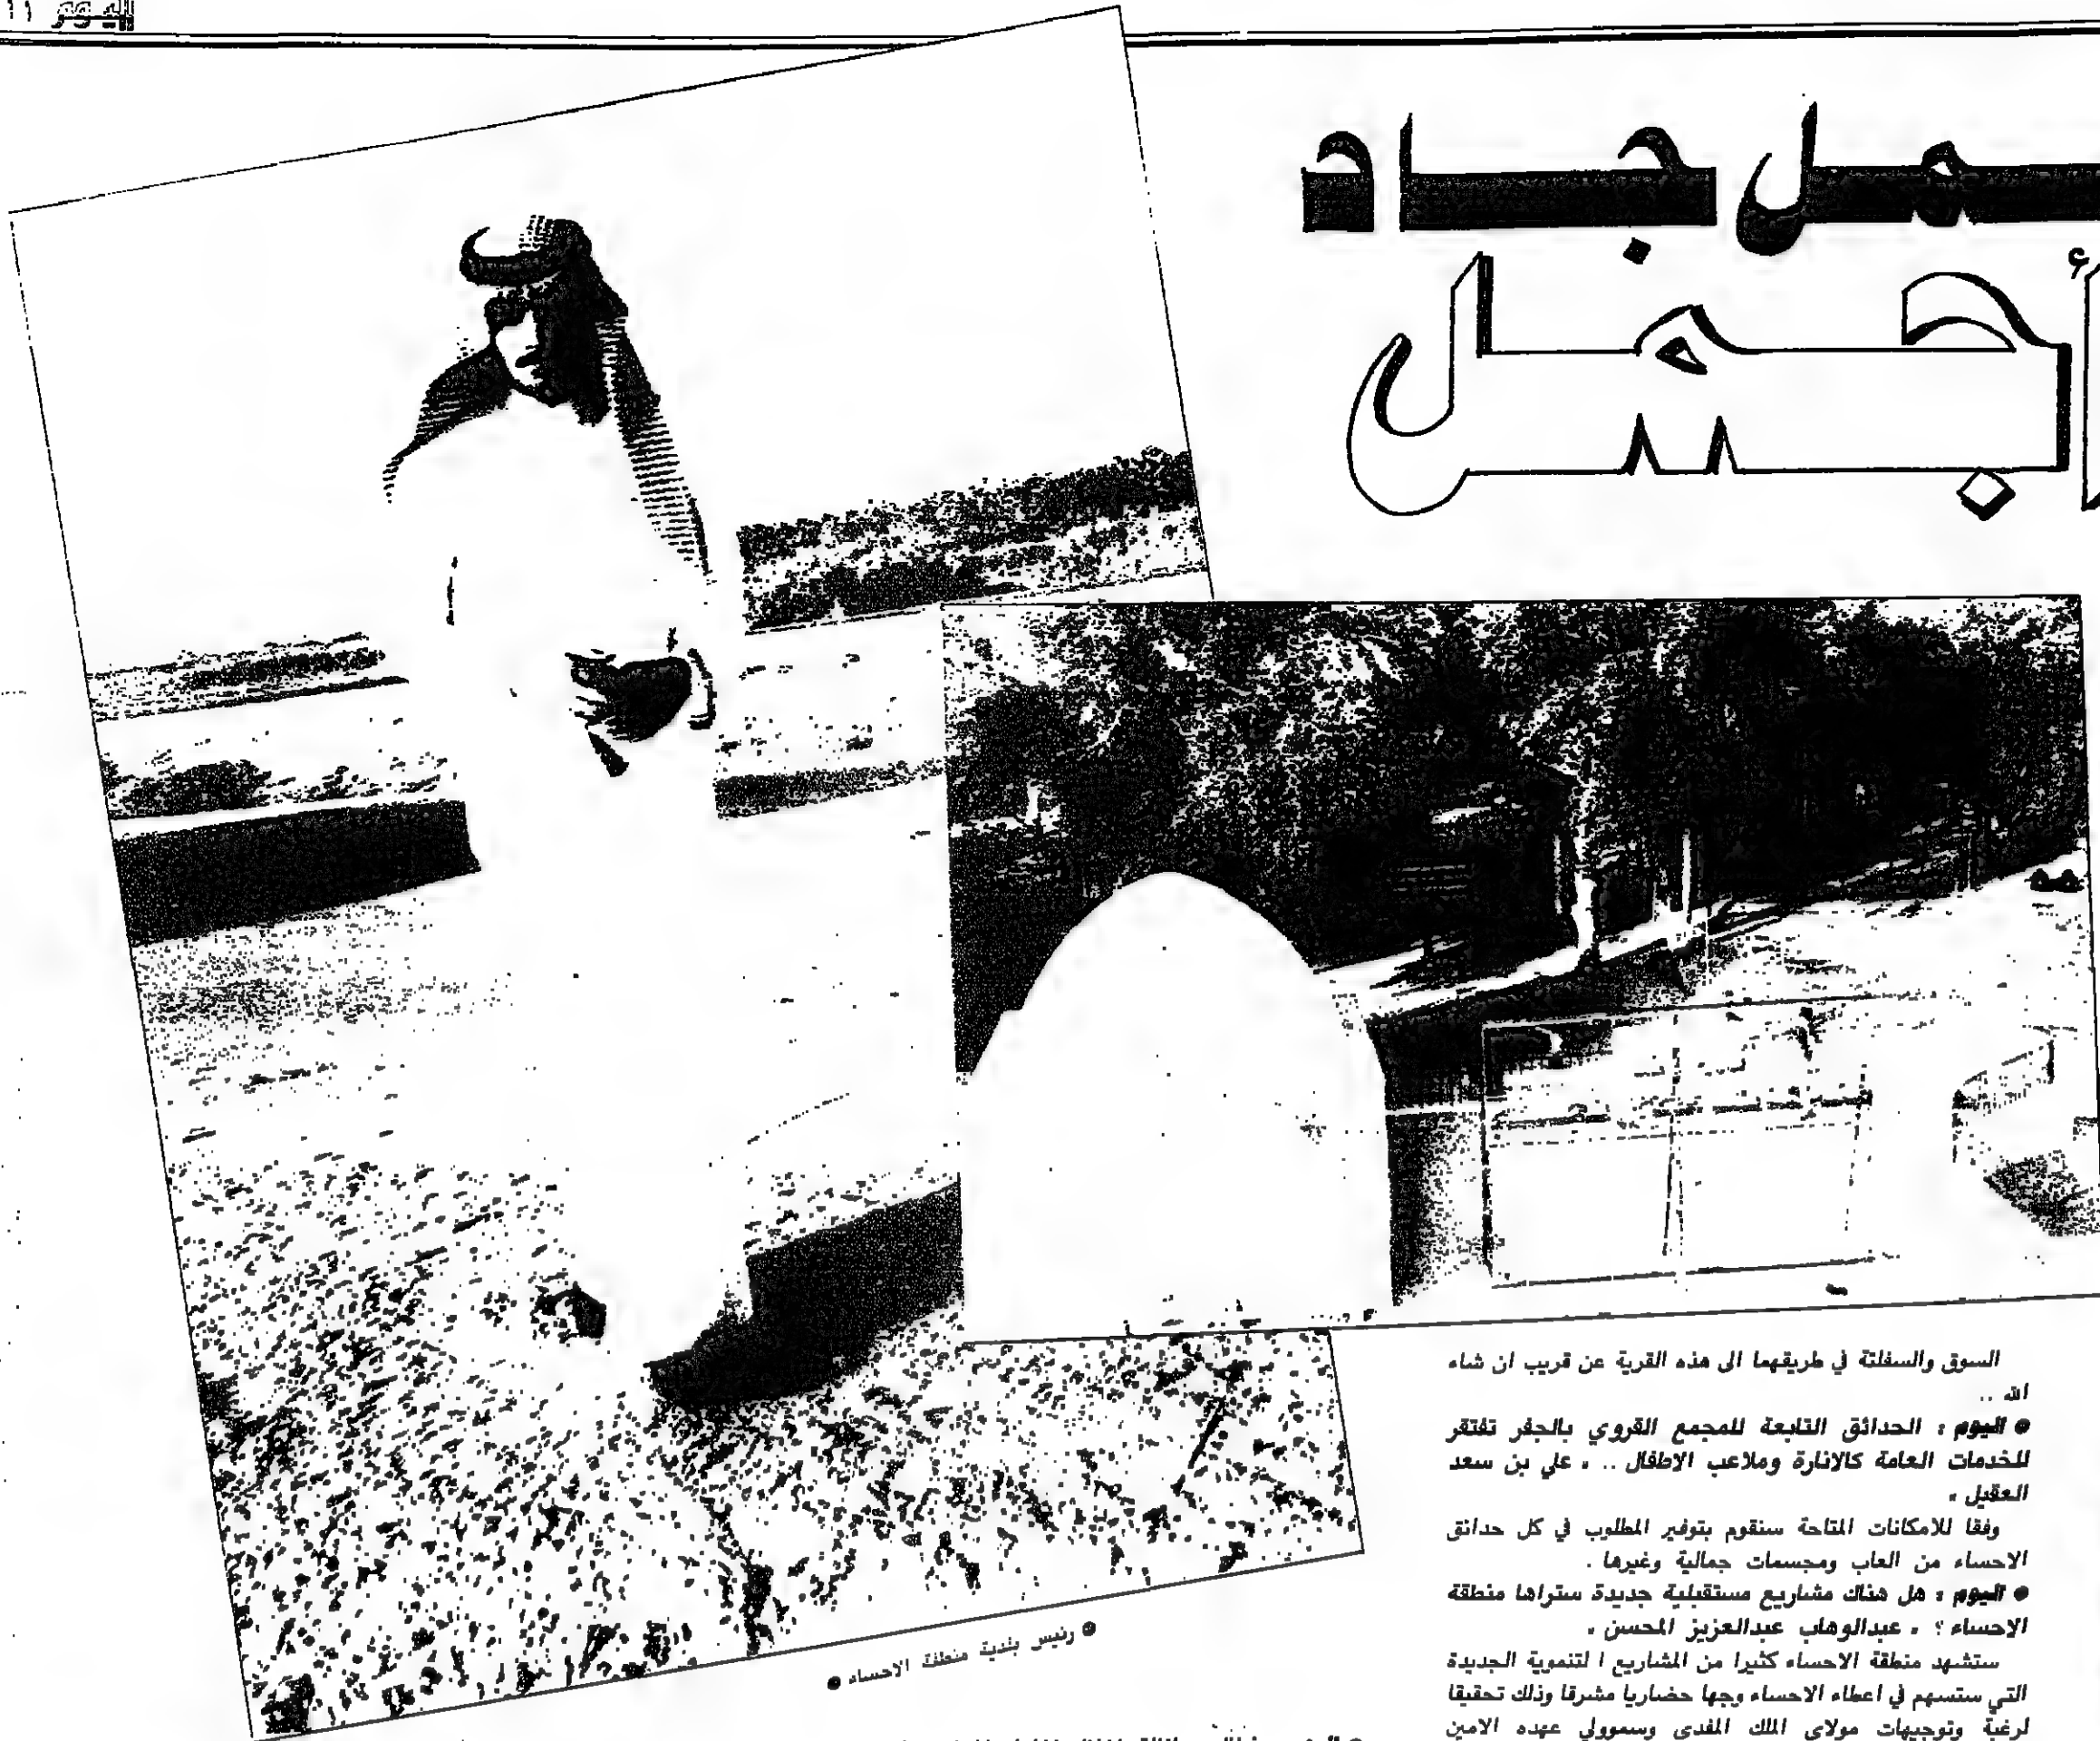 اليوم ١١
ـمل جاد
أجمل
السوق والسفلتة في طريقهما الى هذه القرية عن قريب ان شاء
الله ..
● اليوم : الحدائق التابعة للمجمع القروي بالجفر تفتقر
للخدمات العامة كالانارة وملاعب الاطفال .. « علي بن سعد
العقيل »
وفقا للامكانات المتاحة سنقوم بتوفير المطلوب في كل حدائق
الاحساء من العاب ومجسمات جمالية وغيرها .
● اليوم : هل هناك مشاريع مستقبلية جديدة ستراها منطقة
الاحساء ؟ « عبدالوهاب عبدالعزيز المحسن »
ستشهد منطقة الاحساء كثيرا من المشاريع ا لتنموية الجديدة
التي ستسهم في اعطاء الاحساء وجها حضاريا مشرقا وذلك تحقيقا
لرغبة وتوجيهات مولاي الملك المفدى وسموولي عهده الامين
● رئيس بلدية منطقة الاحساء ●